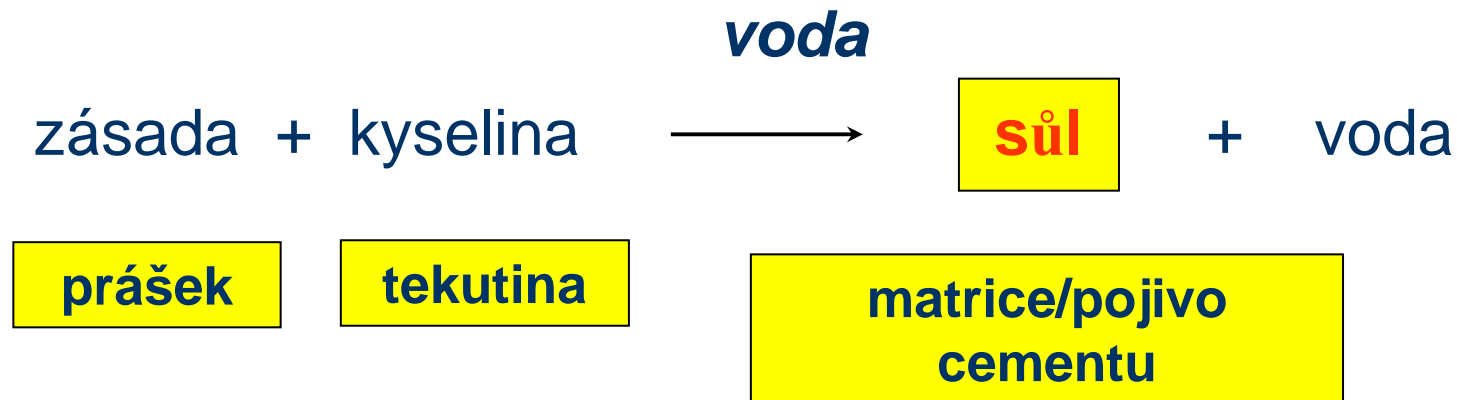 voda
zásada + kyselina sůl + voda
prášek tekutina matrice/pojivo
cementu